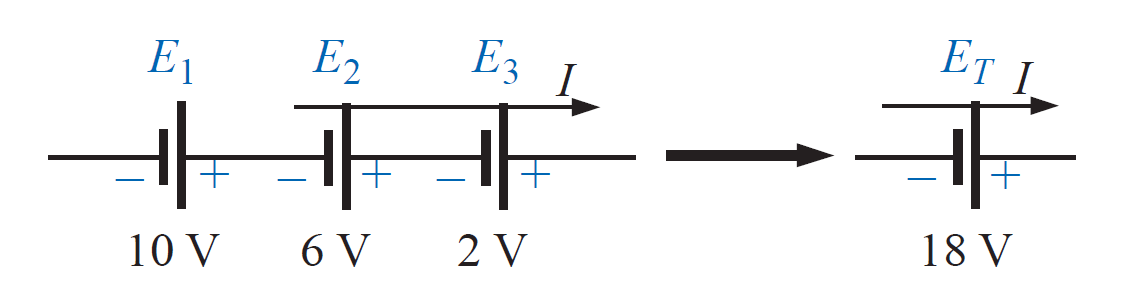 E1 E2 E3 I ET I
− + − + − + − +
10 V 6 V 2 V 18 V